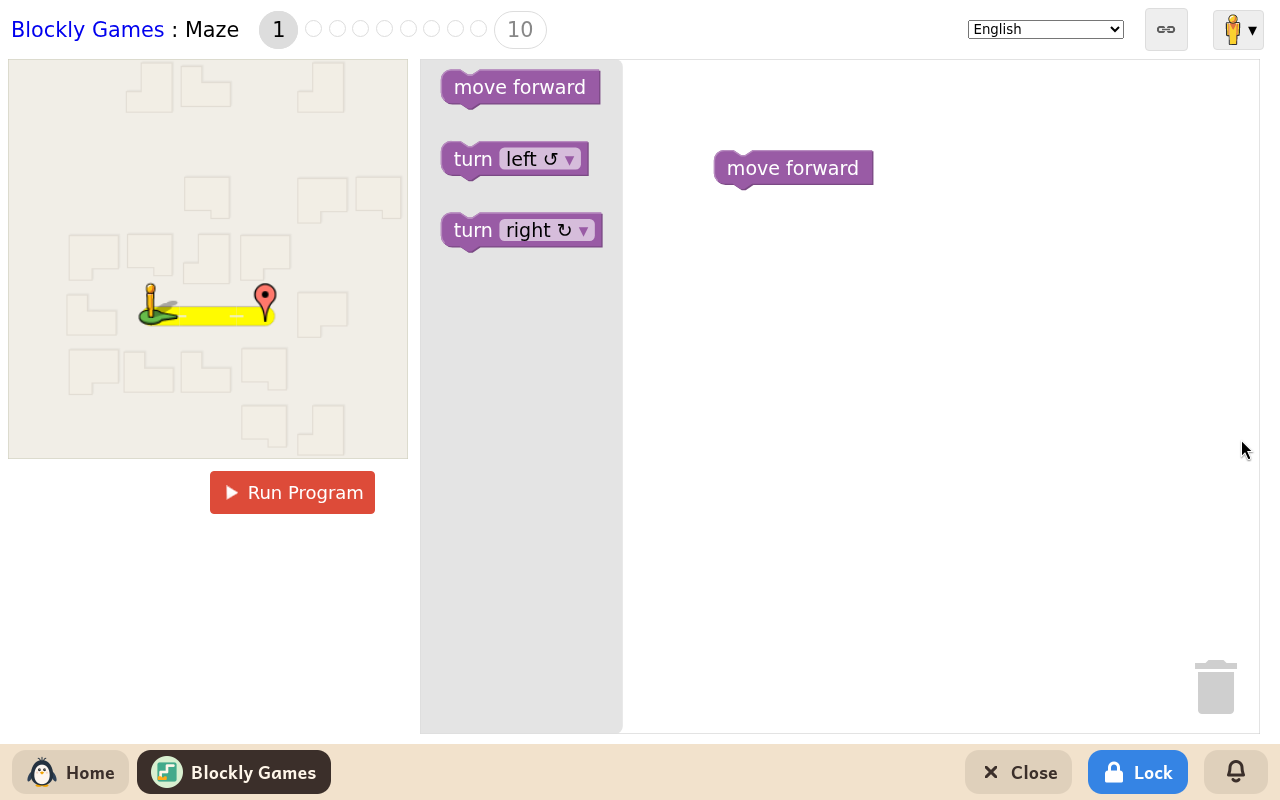 Blockly Games : Maze 1 10 English
move forward
turn left ↺ ▾
turn right ↻ ▾
move forward
Run Program
Home Blockly Games Close Lock